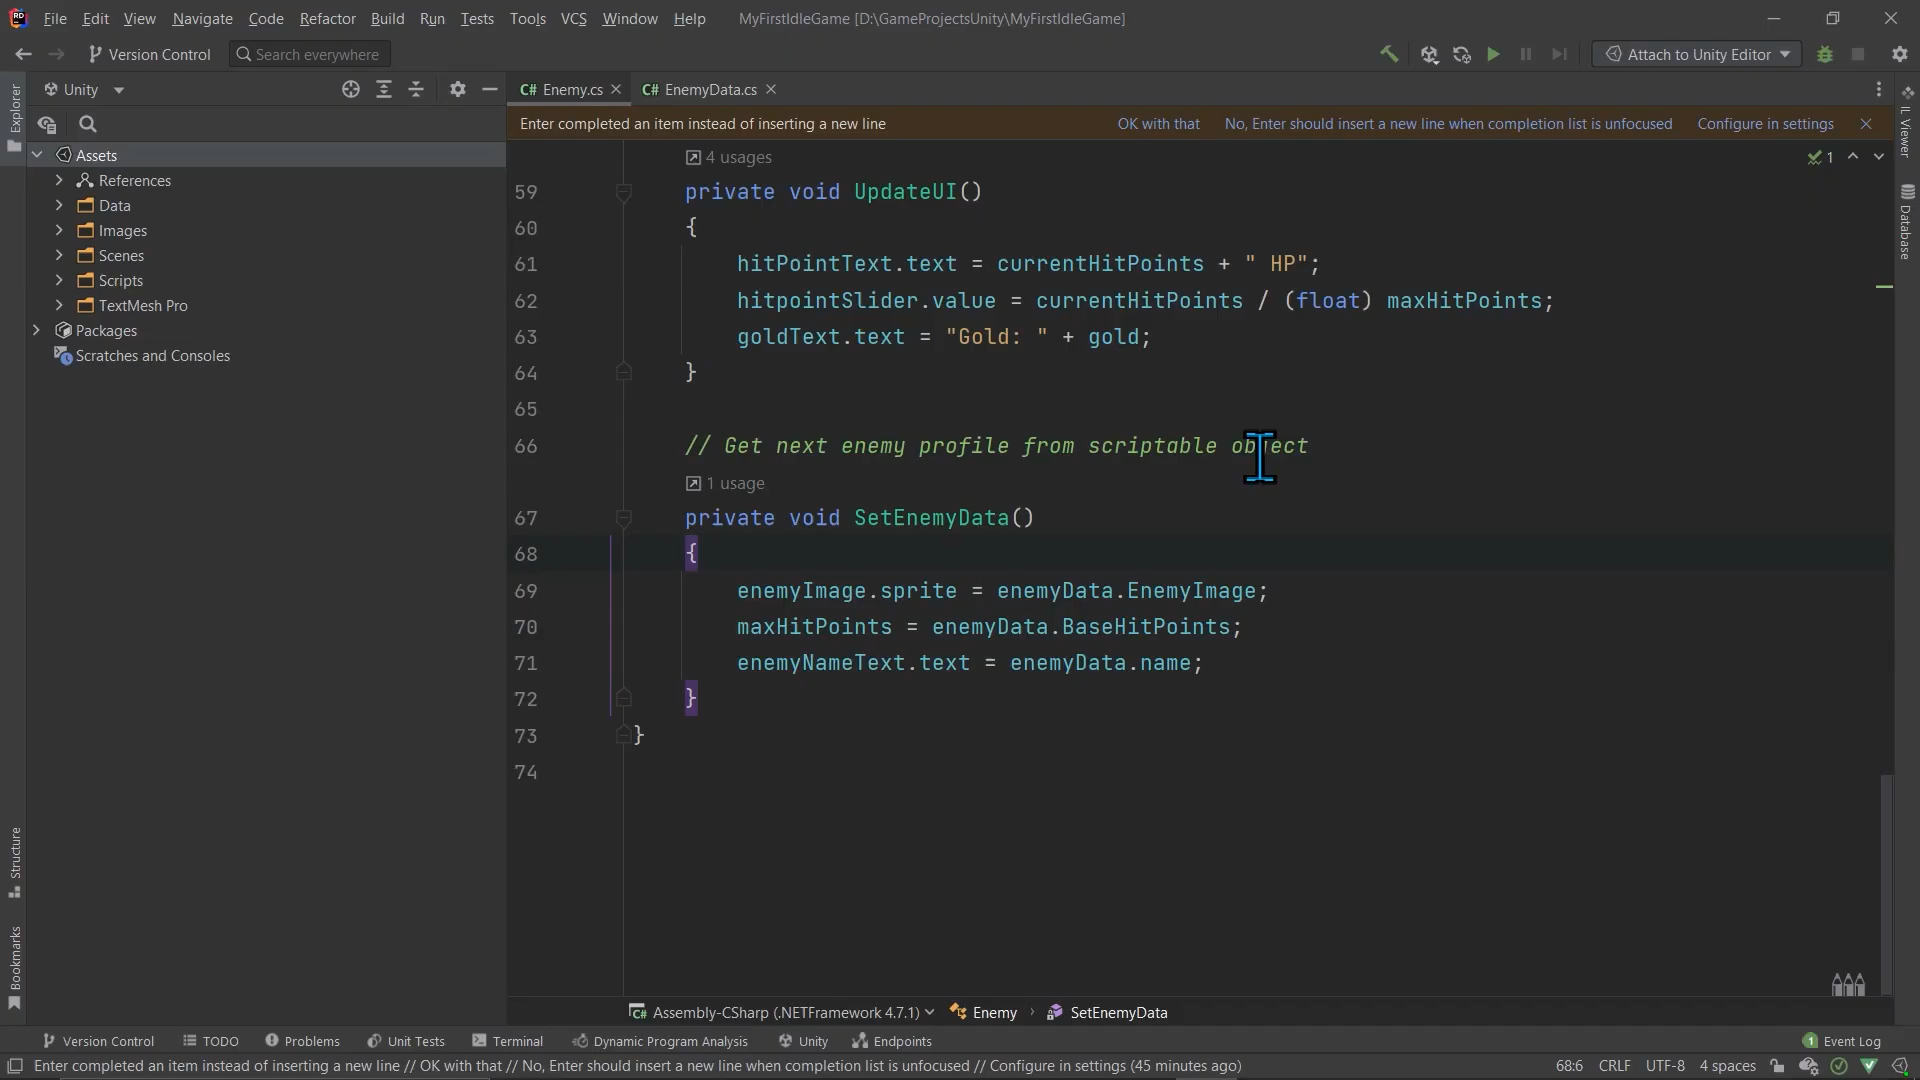 File Edit View Navigate Code Refactor Build Run Tests Tools VCS Window Help MyFirstIdleGame [D:\GameProjectsUnity\MyFirstIdleGame]
Version Control Search everywhere Attach to Unity Editor
Unity
Enemy.cs EnemyData.cs
Enter completed an item instead of inserting a new line OK with that No, Enter should insert a new line when completion list is unfocused Configure in settings
Explorer
Structure
Bookmarks
Assets
References
Data
Images
Scenes
Scripts
TextMesh Pro
Packages
Scratches and Consoles
4 usages
1
59 private void UpdateUI()
60 {
61 hitPointText.text = currentHitPoints + " HP";
62 hitpointSlider.value = currentHitPoints / (float) maxHitPoints;
63 goldText.text = "Gold: " + gold;
64 }
65
66 // Get next enemy profile from scriptable object
1 usage
67 private void SetEnemyData()
68 {
69 enemyImage.sprite = enemyData.EnemyImage;
70 maxHitPoints = enemyData.BaseHitPoints;
71 enemyNameText.text = enemyData.name;
72 }
73 }
74
IL Viewer
Database
C# Assembly-CSharp (.NETFramework 4.7.1) Enemy SetEnemyData
Version Control TODO Problems Unit Tests Terminal Dynamic Program Analysis Unity Endpoints 1 Event Log
Enter completed an item instead of inserting a new line // OK with that // No, Enter should insert a new line when completion list is unfocused // Configure in settings (45 minutes ago) 68:6 CRLF UTF-8 4 spaces